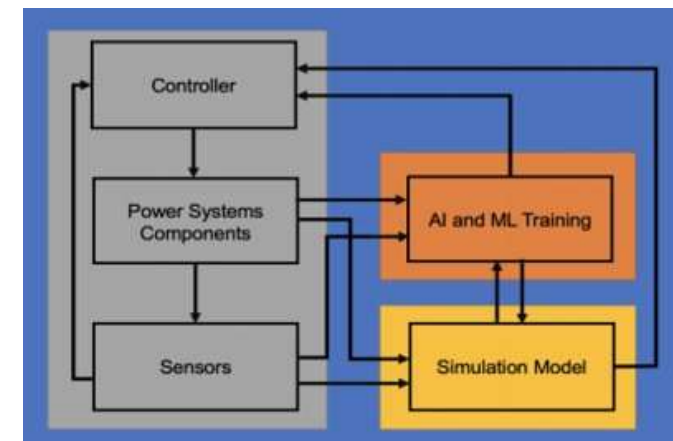 Controller
Power Systems
Components
AI and ML Training
Sensors
Simulation Model